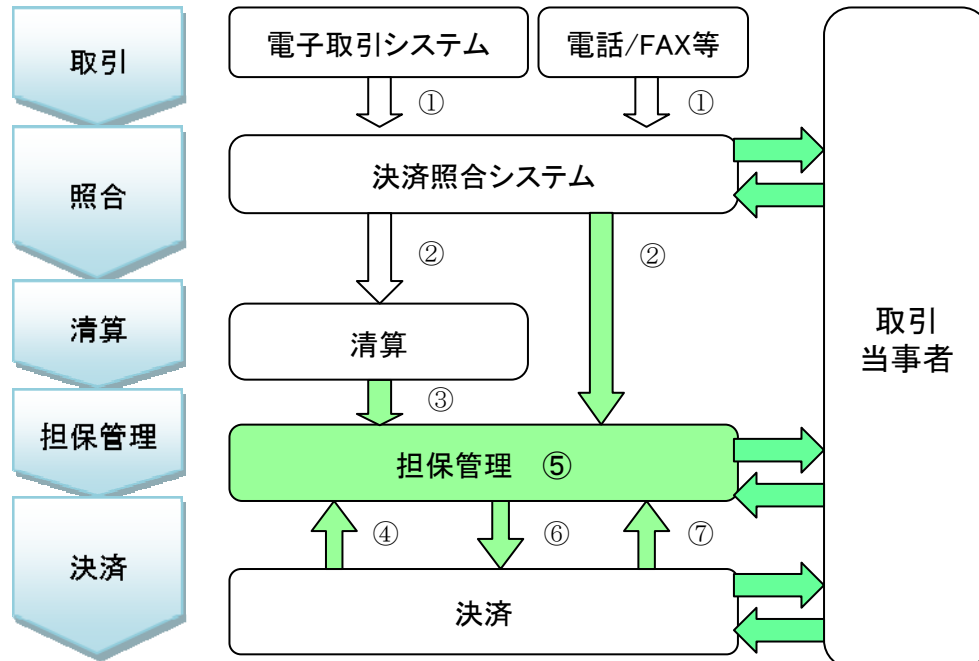 取引
電子取引システム
電話/FAX等
①
①
照合
決済照合システム
②
②
清算
清算
③
取引
当事者
担保管理
担保管理 ⑤
④
⑥
⑦
決済
決済